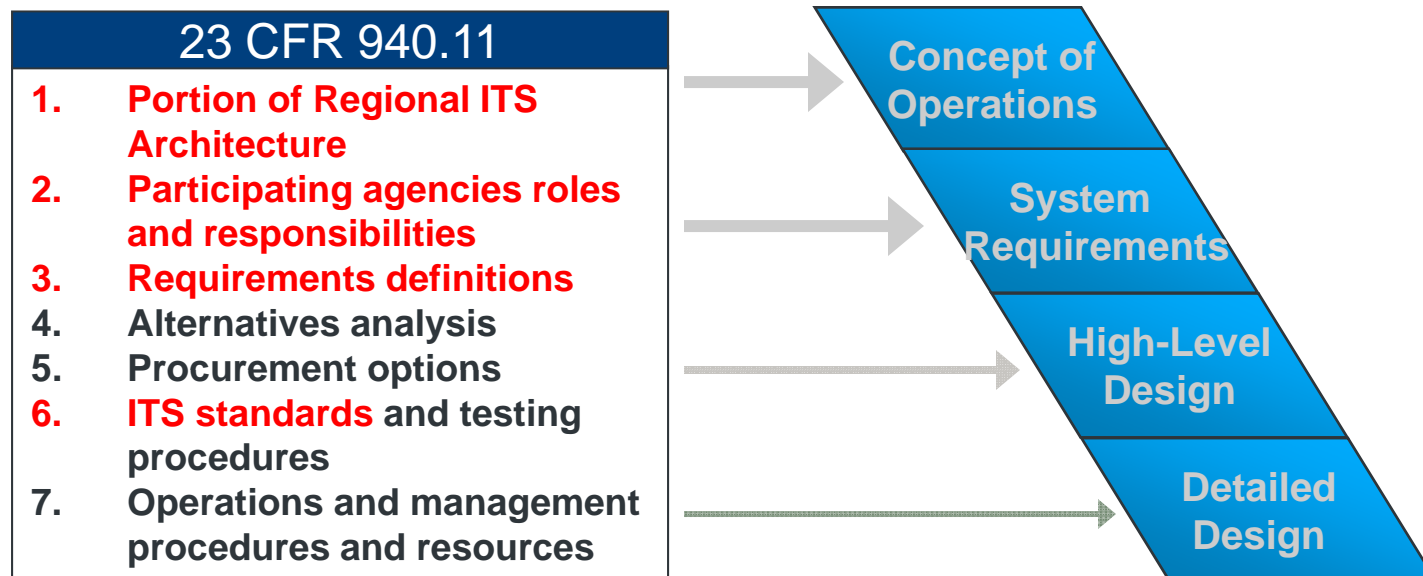 23 CFR 940.11
1. Portion of Regional ITS
Architecture
2. Participating agencies roles
and responsibilities
3. Requirements definitions
4. Alternatives analysis
5. Procurement options
6. ITS standards and testing
procedures
7. Operations and management
procedures and resources
Concept of
Operations
System
Requirements
High-Level
Design
Detailed
Design